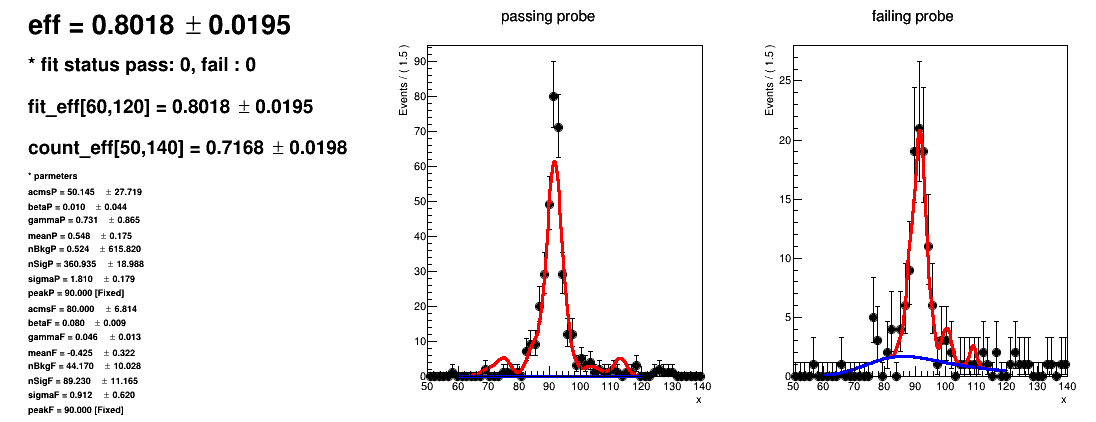 eff = 0.8018 ± 0.0195
* fit status pass: 0, fail : 0
fit_eff[60,120] = 0.8018 ± 0.0195
count_eff[50,140] = 0.7168 ± 0.0198
* parmeters
acmsP = 50.145 ± 27.719
betaP = 0.010 ± 0.044
gammaP = 0.731 ± 0.865
meanP = 0.548 ± 0.175
nBkgP = 0.524 ± 615.820
nSigP = 360.935 ± 18.988
sigmaP = 1.810 ± 0.179
peakP = 90.000 [Fixed]
acmsF = 80.000 ± 6.814
betaF = 0.080 ± 0.009
gammaF = 0.046 ± 0.013
meanF = -0.425 ± 0.322
nBkgF = 44.170 ± 10.028
nSigF = 89.230 ± 11.165
sigmaF = 0.912 ± 0.620
peakF = 90.000 [Fixed]
passing probe
Events / ( 1.5 )
90
80
70
60
50
40
30
20
10
0
50 60 70 80 90 100 110 120 130 140
x
failing probe
Events / ( 1.5 )
25
20
15
10
5
0
50 60 70 80 90 100 110 120 130 140
x